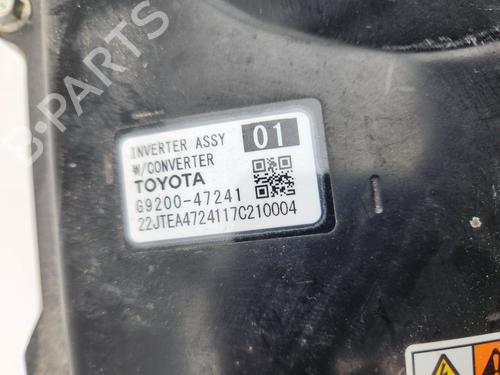 B-PARTS
INVERTER ASSY 01
W/CONVERTER
TOYOTA
G9200-47241
22JTEA4724117C210004